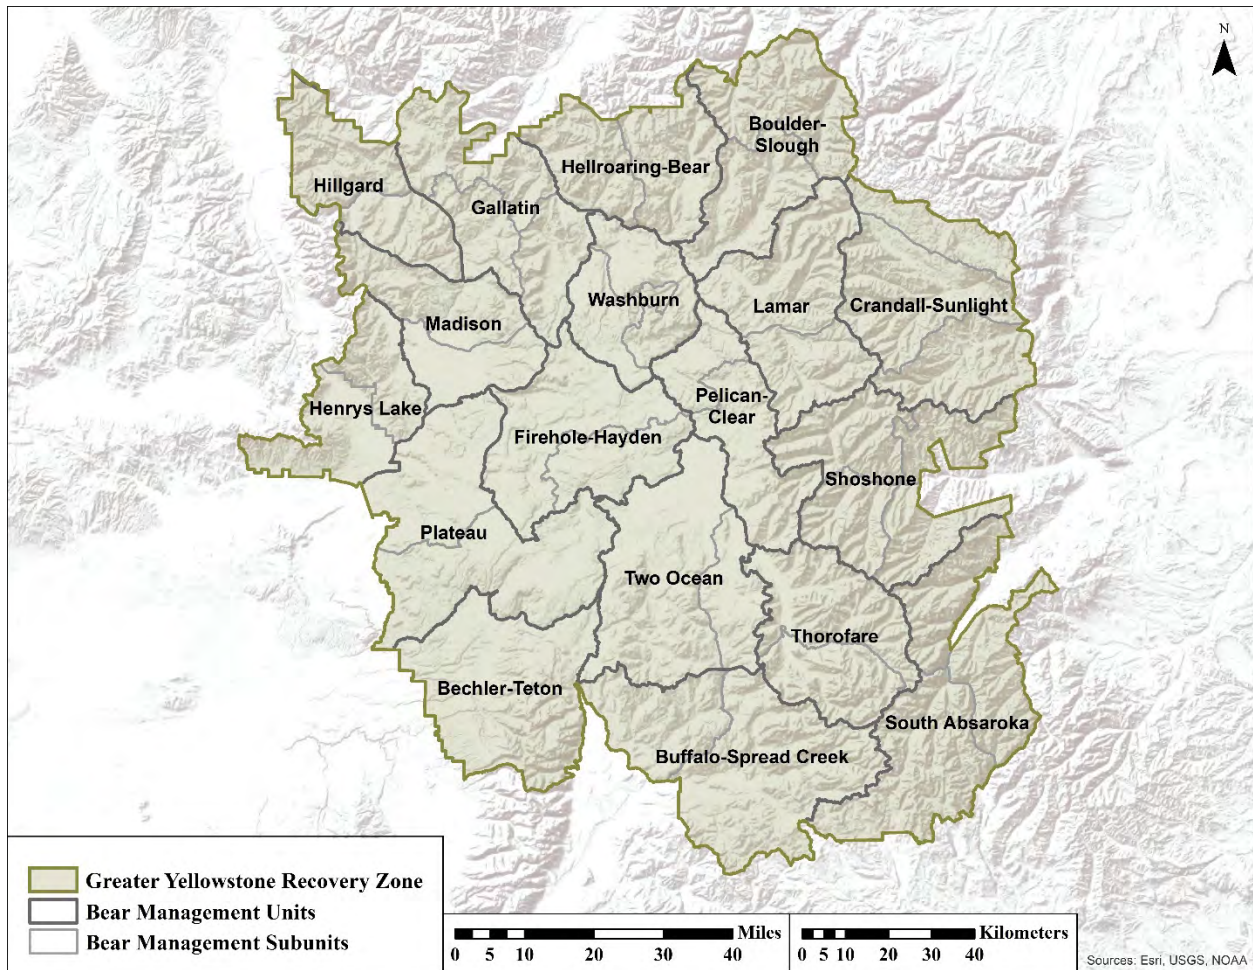 N
Boulder-
Slough
Hellroaring-Bear
Hillgard
Gallatin
Washburn
Lamar
Crandall-Sunlight
Madison
Pelican-
Clear
Henrys Lake
Firehole-Hayden
Shoshone
Plateau
Two Ocean
Thorofare
Bechler-Teton
South Absaroka
Buffalo-Spread Creek
Greater Yellowstone Recovery Zone
Bear Management Units
Bear Management Subunits
Miles
0 5 10 20 30 40
Kilometers
0 5 10 20 30 40
Sources: Esri, USGS, NOAA